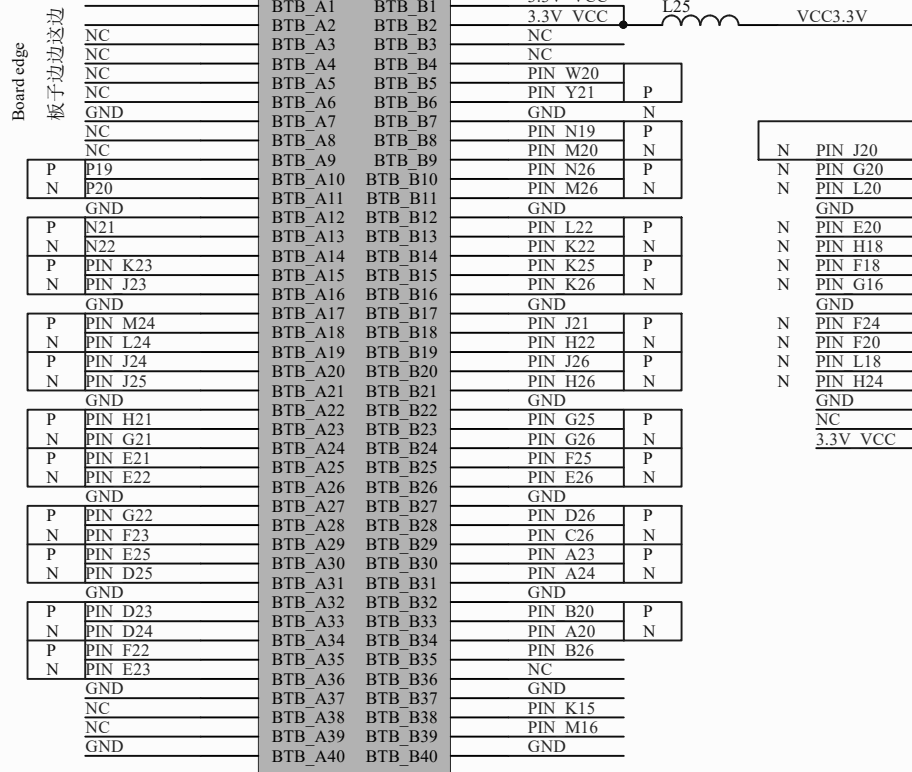 BTB_A1 BTB_B1 3.3V VCC L25
BTB_A2 BTB_B2 3.3V VCC VCC3.3V
Board edge
板子边边这边
NC BTB_A3 BTB_B3 NC
NC BTB_A4 BTB_B4 NC
NC BTB_A5 BTB_B5 PIN W20
NC BTB_A6 BTB_B6 PIN Y21 P
GND BTB_A7 BTB_B7 GND N
NC BTB_A8 BTB_B8 PIN N19 P
NC BTB_A9 BTB_B9 PIN M20 N N PIN J20
P P19 BTB_A10 BTB_B10 PIN N26 P N PIN G20
N P20 BTB_A11 BTB_B11 PIN M26 N N PIN L20
GND BTB_A12 BTB_B12 GND GND
P N21 BTB_A13 BTB_B13 PIN L22 P N PIN E20
N N22 BTB_A14 BTB_B14 PIN K22 N N PIN H18
P PIN K23 BTB_A15 BTB_B15 PIN K25 P N PIN F18
N PIN J23 BTB_A16 BTB_B16 PIN K26 N N PIN G16
GND BTB_A17 BTB_B17 GND GND
P PIN M24 BTB_A18 BTB_B18 PIN J21 P N PIN F24
N PIN L24 BTB_A19 BTB_B19 PIN H22 N N PIN F20
P PIN J24 BTB_A20 BTB_B20 PIN J26 P N PIN L18
N PIN J25 BTB_A21 BTB_B21 PIN H26 N N PIN H24
GND BTB_A22 BTB_B22 GND GND
P PIN H21 BTB_A23 BTB_B23 PIN G25 P NC
N PIN G21 BTB_A24 BTB_B24 PIN G26 N 3.3V VCC
P PIN E21 BTB_A25 BTB_B25 PIN F25 P
N PIN E22 BTB_A26 BTB_B26 PIN E26 N
GND BTB_A27 BTB_B27 GND
P PIN G22 BTB_A28 BTB_B28 PIN D26 P
N PIN F23 BTB_A29 BTB_B29 PIN C26 N
P PIN E25 BTB_A30 BTB_B30 PIN A23 P
N PIN D25 BTB_A31 BTB_B31 PIN A24 N
GND BTB_A32 BTB_B32 GND
P PIN D23 BTB_A33 BTB_B33 PIN B20 P
N PIN D24 BTB_A34 BTB_B34 PIN A20 N
P PIN F22 BTB_A35 BTB_B35 PIN B26
N PIN E23 BTB_A36 BTB_B36 NC
GND BTB_A37 BTB_B37 GND
NC BTB_A38 BTB_B38 PIN K15
NC BTB_A39 BTB_B39 PIN M16
GND BTB_A40 BTB_B40 GND